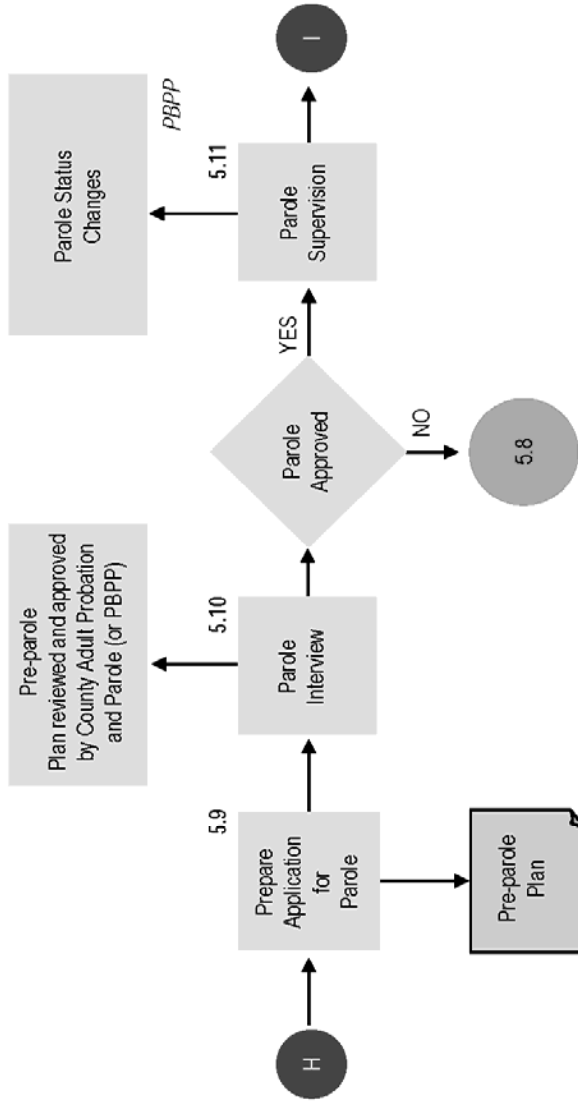 H
5.9
Prepare
Application
for
Parole
Pre-parole
Plan
Pre-parole
Plan reviewed and approved
by County Adult Probation
and Parole (or PBPP)
5.10
Parole
Interview
Parole
Approved
YES
NO
5.8
Parole Status
Changes
PBPP
5.11
Parole
Supervision
I